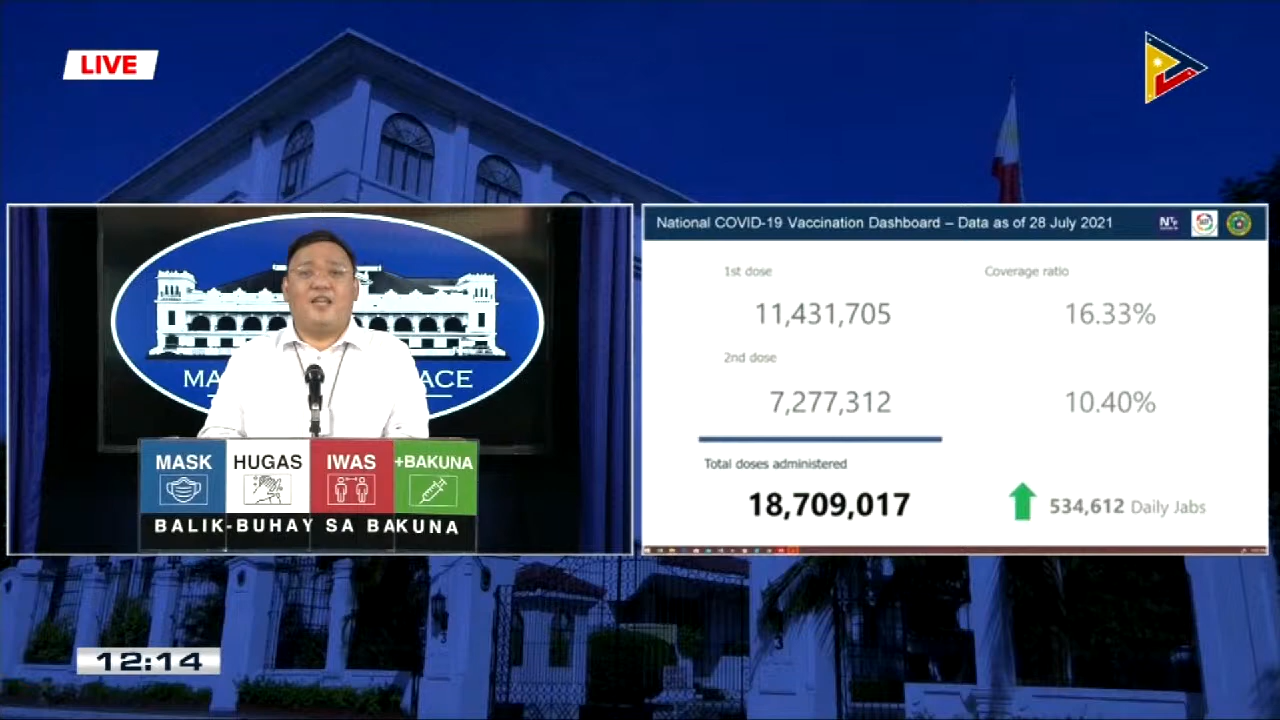 LIVE
National COVID-19 Vaccination Dashboard – Data as of 28 July 2021
1st dose
Coverage ratio
11,431,705
16.33%
2nd dose
7,277,312
10.40%
Total doses administered
18,709,017
534,612 Daily Jabs
MA
ACE
MASK
HUGAS
IWAS
+BAKUNA
BALIK-BUHAY SA BAKUNA
12:14